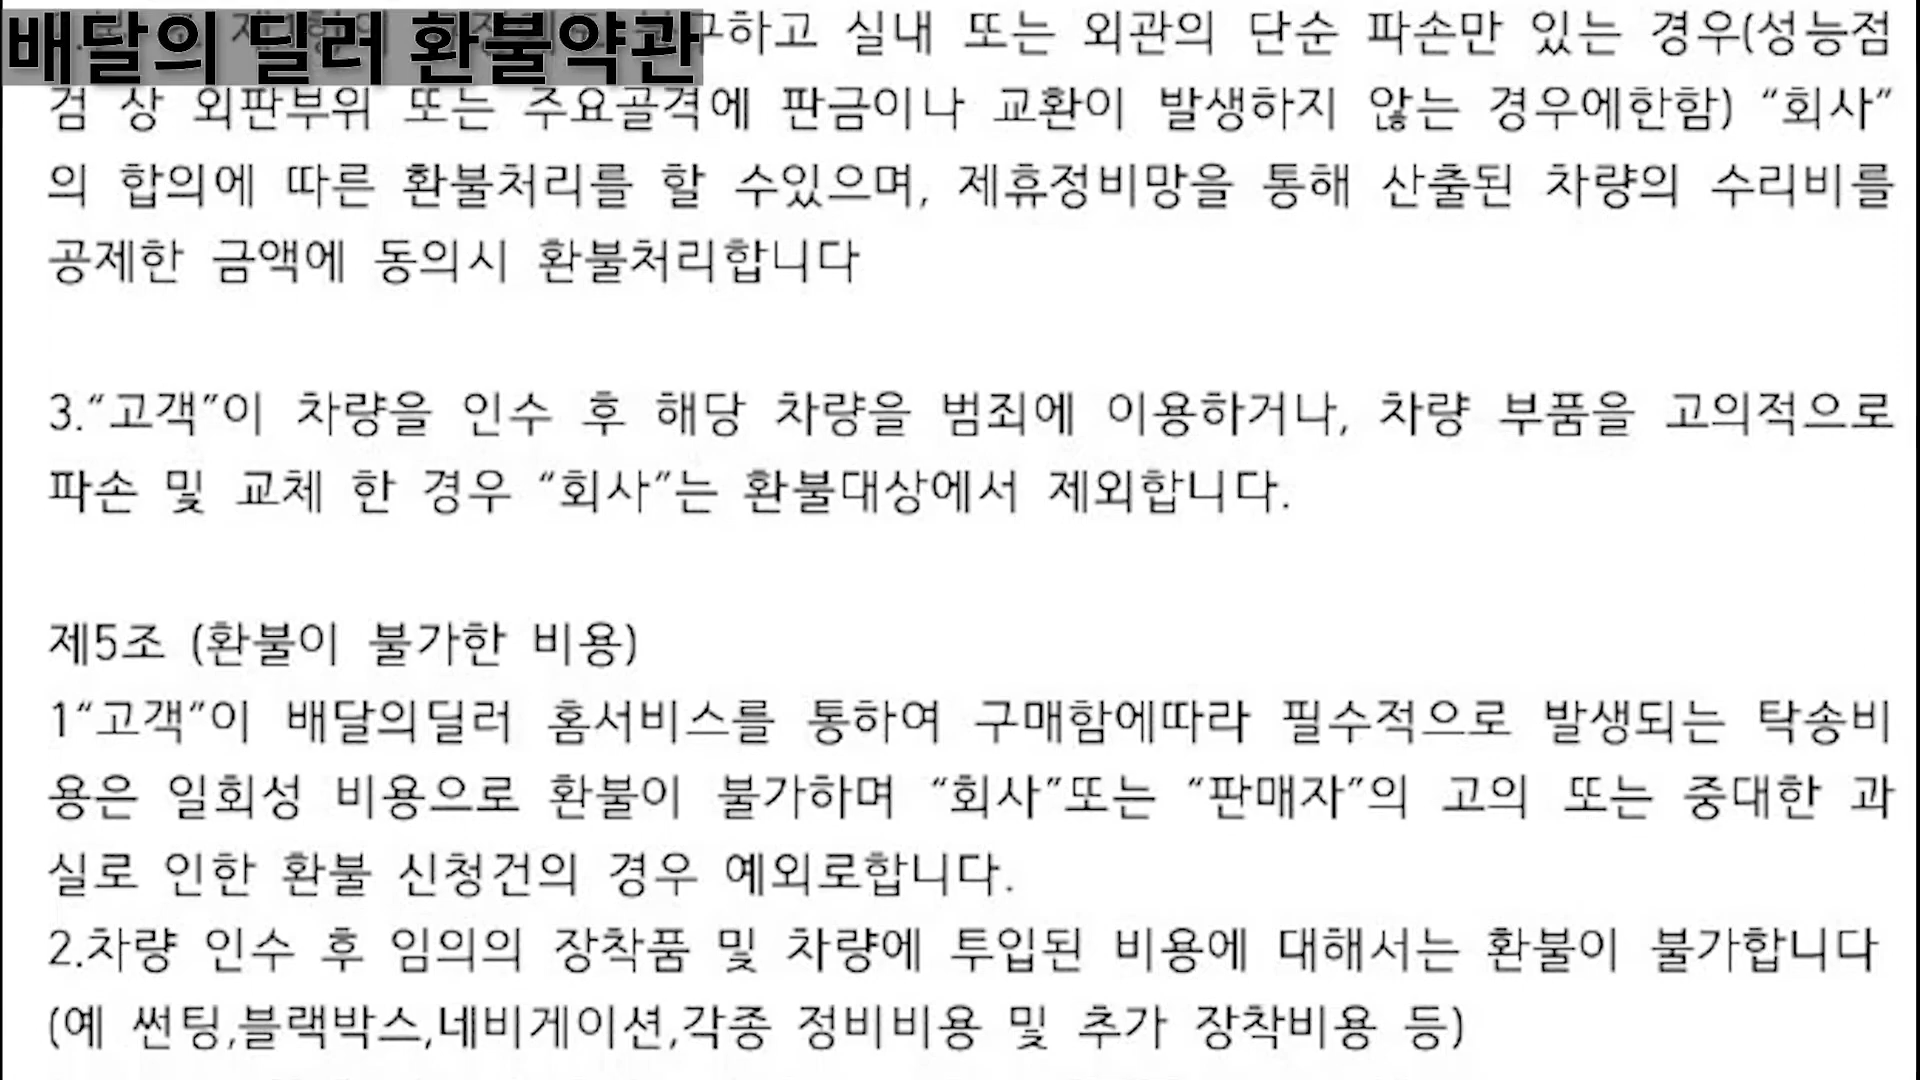 배달의 딜러 환불약관
하고 실내 또는 외관의 단순 파손만 있는 경우(성능점
검 상 외판부위 또는 주요골격에 판금이나 교환이 발생하지 않는 경우에한함) “회사”
의 합의에 따른 환불처리를 할 수있으며, 제휴정비망을 통해 산출된 차량의 수리비를
공제한 금액에 동의시 환불처리합니다
3.“고객”이 차량을 인수 후 해당 차량을 범죄에 이용하거나, 차량 부품을 고의적으로
파손 및 교체 한 경우 “회사”는 환불대상에서 제외합니다.
제5조 (환불이 불가한 비용)
1“고객”이 배달의딜러 홈서비스를 통하여 구매함에따라 필수적으로 발생되는 탁송비
용은 일회성 비용으로 환불이 불가하며 “회사”또는 “판매자”의 고의 또는 중대한 과
실로 인한 환불 신청건의 경우 예외로합니다.
2.차량 인수 후 임의의 장착품 및 차량에 투입된 비용에 대해서는 환불이 불가합니다
(예 썬팅,블랙박스,네비게이션,각종 정비비용 및 추가 장착비용 등)